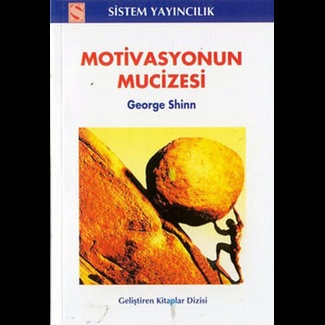 S SİSTEM YAYINCILIK
MOTİVASYONUN
MUCİZESİ
George Shinn
Geliştiren Kitaplar Dizisi